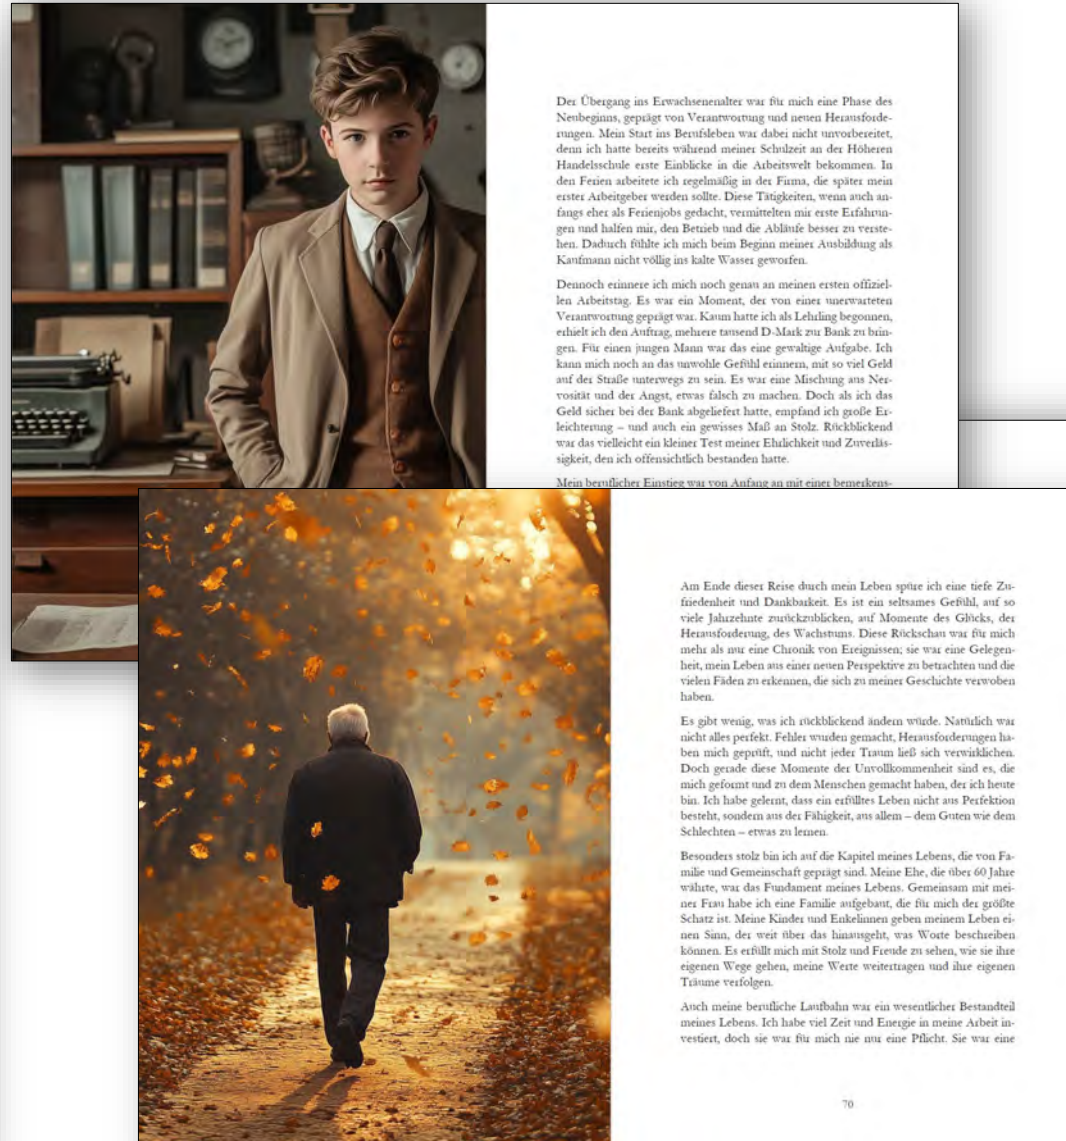 Der Übergang ins Erwachsenenalter war für mich eine Phase des
Neubeginns, geprägt von Verantwortung und neuen Herausforde-
rungen. Mein Start ins Berufsleben war dabei nicht unvorbereitet,
denn ich hatte bereits während meiner Schulzeit an der Höheren
Handelsschule erste Einblicke in die Arbeitswelt bekommen. In
den Ferien arbeitete ich regelmäßig in der Firma, die später mein
erster Arbeitgeber werden sollte. Diese Tätigkeiten, wenn auch an-
fangs eher als Ferienjobs gedacht, vermittelten mir erste Erfahrun-
gen und halfen mir, den Betrieb und die Abläufe besser zu verste-
hen. Dadurch fühlte ich mich beim Beginn meiner Ausbildung als
Kaufmann nicht völlig ins kalte Wasser geworfen.
Dennoch erinnere ich mich noch genau an meinen ersten offiziel-
len Arbeitstag. Es war ein Moment, der von einer unerwarteten
Verantwortung geprägt war. Kaum hatte ich als Lehrling begonnen,
erhielt ich den Auftrag, mehrere tausend D-Mark zur Bank zu brin-
gen. Für einen jungen Mann war das eine gewaltige Aufgabe. Ich
kann mich noch an das unwohle Gefühl erinnern, mit so viel Geld
auf der Straße unterwegs zu sein. Es war eine Mischung aus Ner-
vosität und der Angst, etwas falsch zu machen. Doch als ich das
Geld sicher bei der Bank abgeliefert hatte, empfand ich große Er-
leichterung – und auch ein gewisses Maß an Stolz. Rückblickend
war das vielleicht ein kleiner Test meiner Ehrlichkeit und Zuverläs-
sigkeit, den ich offensichtlich bestanden hatte.
Mein beruflicher Einstieg war von Anfang an mit einer bemerkens-
Am Ende dieser Reise durch mein Leben spüre ich eine tiefe Zu-
friedenheit und Dankbarkeit. Es ist ein seltsames Gefühl, auf so
viele Jahrzehnte zurückzublicken, auf Momente des Glücks, der
Herausforderung, des Wachstums. Diese Rückschau war für mich
mehr als nur eine Chronik von Ereignissen; sie war eine Gelegen-
heit, mein Leben aus einer neuen Perspektive zu betrachten und die
vielen Fäden zu erkennen, die sich zu meiner Geschichte verwoben
haben.
Es gibt wenig, was ich rückblickend ändern würde. Natürlich war
nicht alles perfekt. Fehler wurden gemacht, Herausforderungen ha-
ben mich geprüft, und nicht jeder Traum ließ sich verwirklichen.
Doch gerade diese Momente der Unvollkommenheit sind es, die
mich geformt und zu dem Menschen gemacht haben, der ich heute
bin. Ich habe gelernt, dass ein erfülltes Leben nicht aus Perfektion
besteht, sondern aus der Fähigkeit, aus allem – dem Guten wie dem
Schlechten – etwas zu lernen.
Besonders stolz bin ich auf die Kapitel meines Lebens, die von Fa-
milie und Gemeinschaft geprägt sind. Meine Ehe, die über 60 Jahre
währte, war das Fundament meines Lebens. Gemeinsam mit mei-
ner Frau habe ich eine Familie aufgebaut, die für mich der größte
Schatz ist. Meine Kinder und Enkelinnen geben meinem Leben ei-
nen Sinn, der weit über das hinausgeht, was Worte beschreiben
können. Es erfüllt mich mit Stolz und Freude zu sehen, wie sie ihre
eigenen Wege gehen, meine Werte weitertragen und ihre eigenen
Träume verfolgen.
Auch meine berufliche Laufbahn war ein wesentlicher Bestandteil
meines Lebens. Ich habe viel Zeit und Energie in meine Arbeit in-
vestiert, doch sie war für mich nie nur eine Pflicht. Sie war eine
70